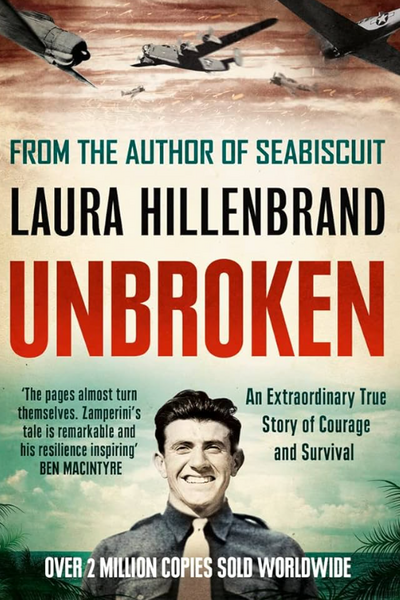 FROM THE AUTHOR OF SEABISCUIT
LAURA HILLENBRAND
UNBROKEN
'The pages almost turn
themselves. Zamperini's
tale is remarkable and
his resilience inspiring'
BEN MACINTYRE
An Extraordinary True
Story of Courage
and Survival
OVER 2 MILLION COPIES SOLD WORLDWIDE